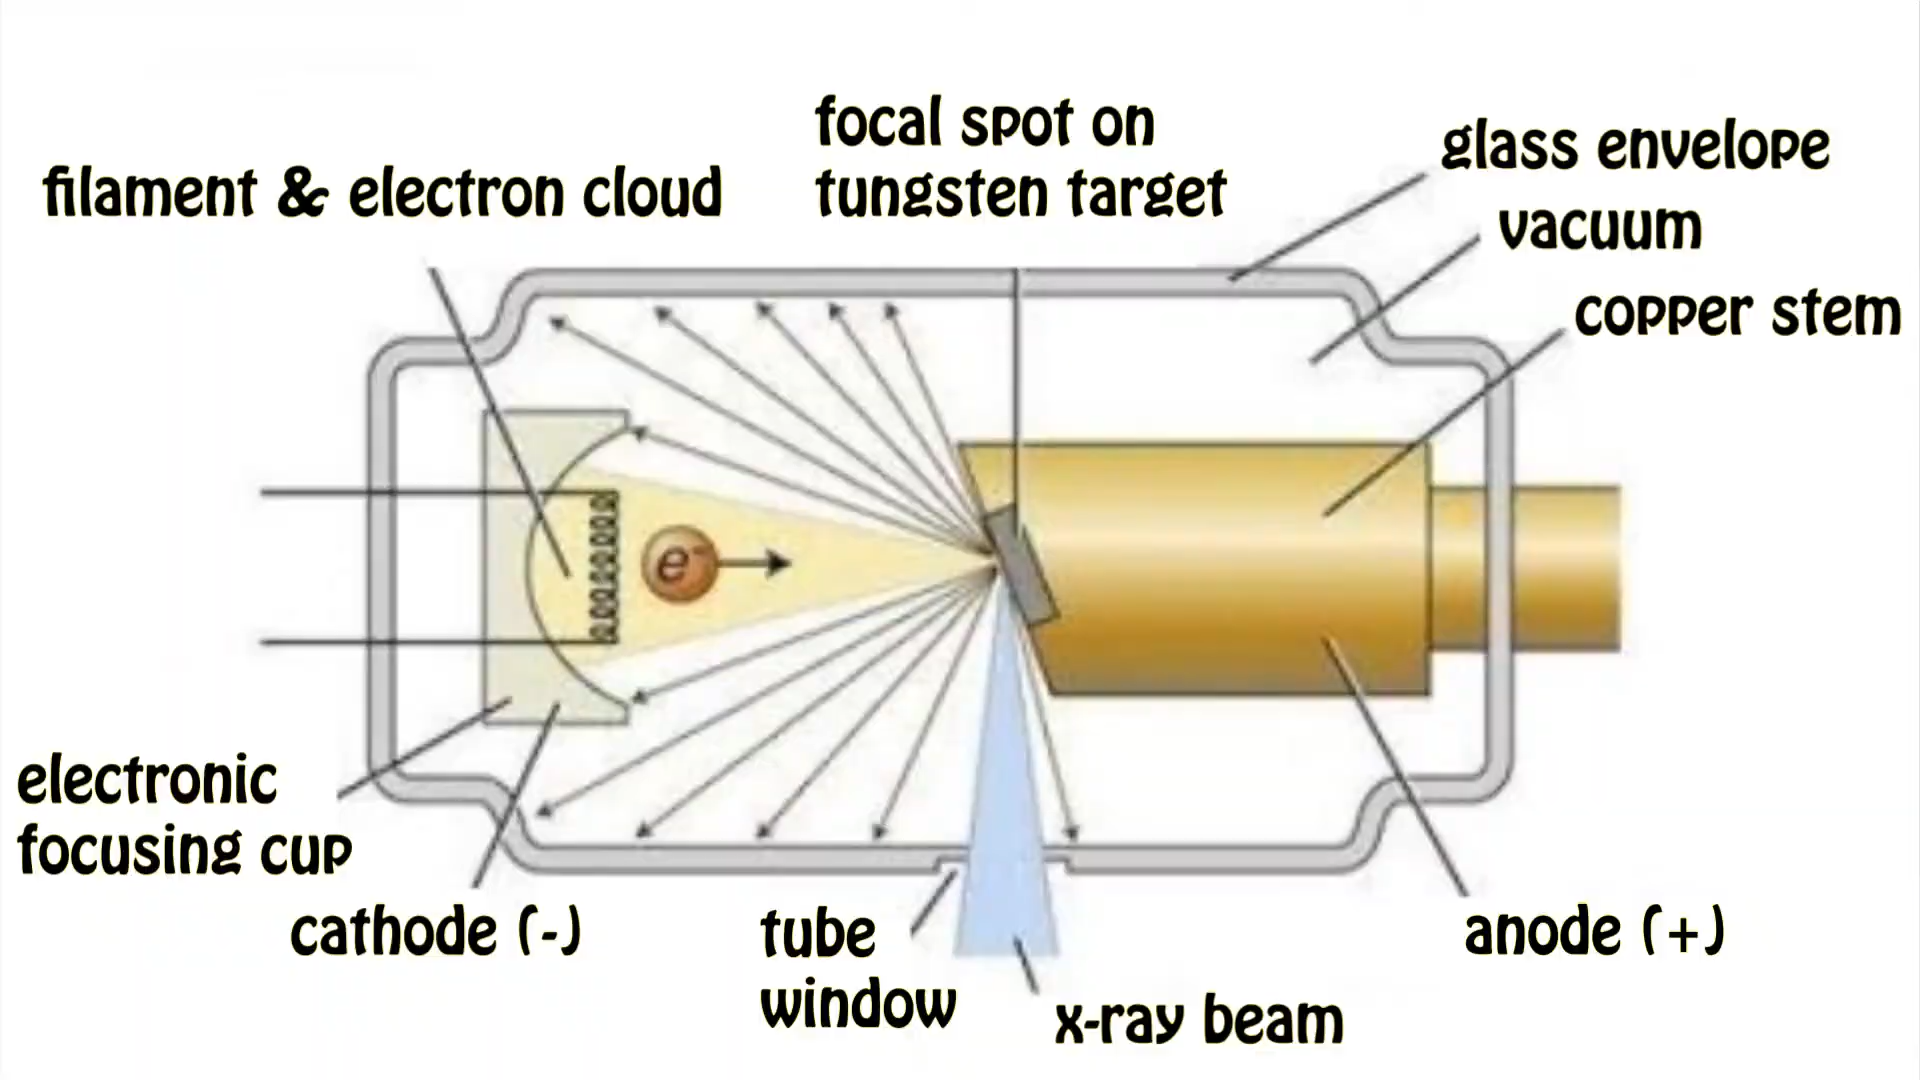 focal spot on
tungsten target
glass envelope
filament & electron cloud
vacuum
copper stem
e-
electronic
focusing cup
cathode (-)
tube
window
x-ray beam
anode (+)